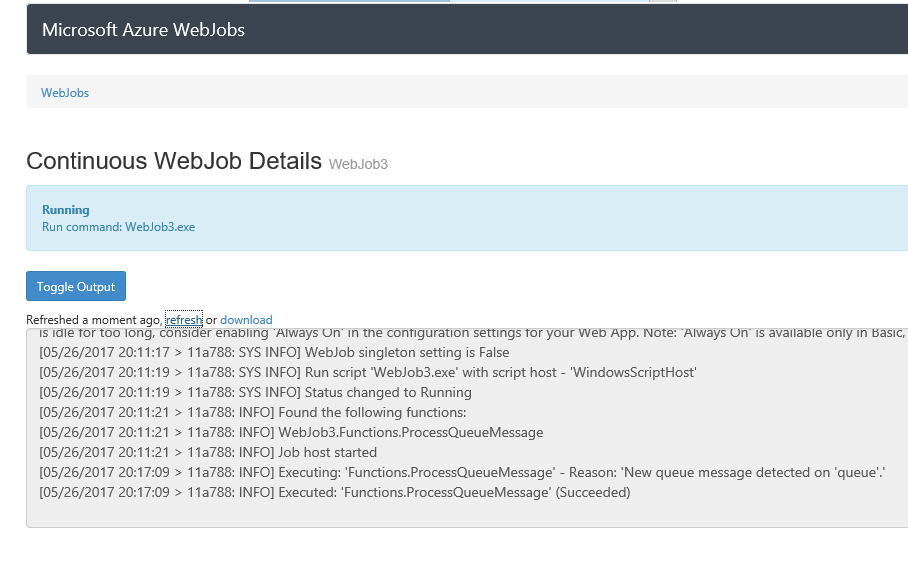 Microsoft Azure WebJobs
WebJobs
Continuous WebJob Details WebJob3
Running
Run command: WebJob3.exe
Toggle Output
Refreshed a moment ago, refresh or download
is idle for too long, consider enabling 'Always On' in the configuration settings for your Web App. Note: 'Always On' is available only in Basic,
[05/26/2017 20:11:17 > 11a788: SYS INFO] WebJob singleton setting is False
[05/26/2017 20:11:19 > 11a788: SYS INFO] Run script 'WebJob3.exe' with script host - 'WindowsScriptHost'
[05/26/2017 20:11:19 > 11a788: SYS INFO] Status changed to Running
[05/26/2017 20:11:21 > 11a788: INFO] Found the following functions:
[05/26/2017 20:11:21 > 11a788: INFO] WebJob3.Functions.ProcessQueueMessage
[05/26/2017 20:11:21 > 11a788: INFO] Job host started
[05/26/2017 20:17:09 > 11a788: INFO] Executing: 'Functions.ProcessQueueMessage' - Reason: 'New queue message detected on 'queue'.'
[05/26/2017 20:17:09 > 11a788: INFO] Executed: 'Functions.ProcessQueueMessage' (Succeeded)